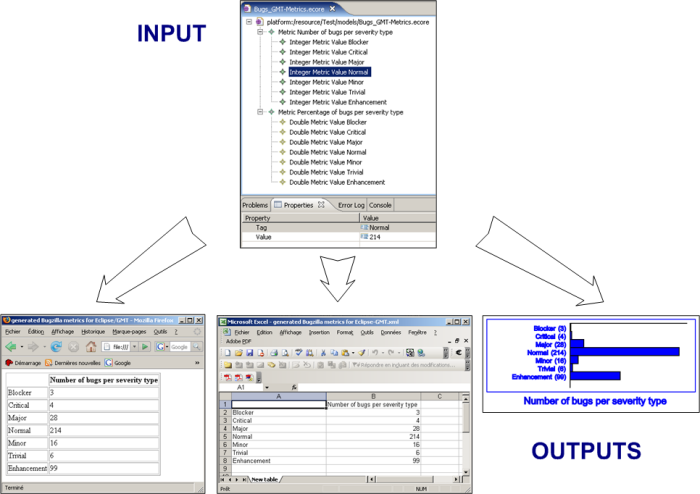 INPUT
Bugs_GMT-Metrics.ecore
platform:/resource/Test/models/Bugs_GMT-Metrics.ecore
Metric Number of bugs per severity type
Integer Metric Value Blocker
Integer Metric Value Critical
Integer Metric Value Major
Integer Metric Value Normal
Integer Metric Value Minor
Integer Metric Value Trivial
Integer Metric Value Enhancement
Metric Percentage of bugs per severity type
Double Metric Value Blocker
Double Metric Value Critical
Double Metric Value Major
Double Metric Value Normal
Double Metric Value Minor
Double Metric Value Trivial
Double Metric Value Enhancement
Problems Properties Error Log Console
Property Value
Tag Normal
Value 214
generated Bugzilla metrics for Eclipse/GMT - Mozilla Firefox
Fichier Édition Affichage Historique Marque-pages Outils ?
file:/// Google
Démarrage Dernières nouvelles Google
Number of bugs per severity type
Blocker 3
Critical 4
Major 28
Normal 214
Minor 16
Trivial 6
Enhancement 99
Terminé
Microsoft Excel - generated Bugzilla metrics for Eclipse-GMT.xml
Fichier Edition Affichage Insertion Format Outils Données Fenêtre ?
Adobe PDF
Répondre en incluant des modifications...
A1 fx
A B C
1 Number of bugs per severity type
2 Blocker 3
3 Critical 4
4 Major 28
5 Normal 214
6 Minor 16
7 Trivial 6
8 Enhancement 99
9
New table
Prêt NUM
Blocker (3)
Critical (4)
Major (28)
Normal (214)
Minor (16)
Trivial (6)
Enhancement (99)
Number of bugs per severity type
OUTPUTS